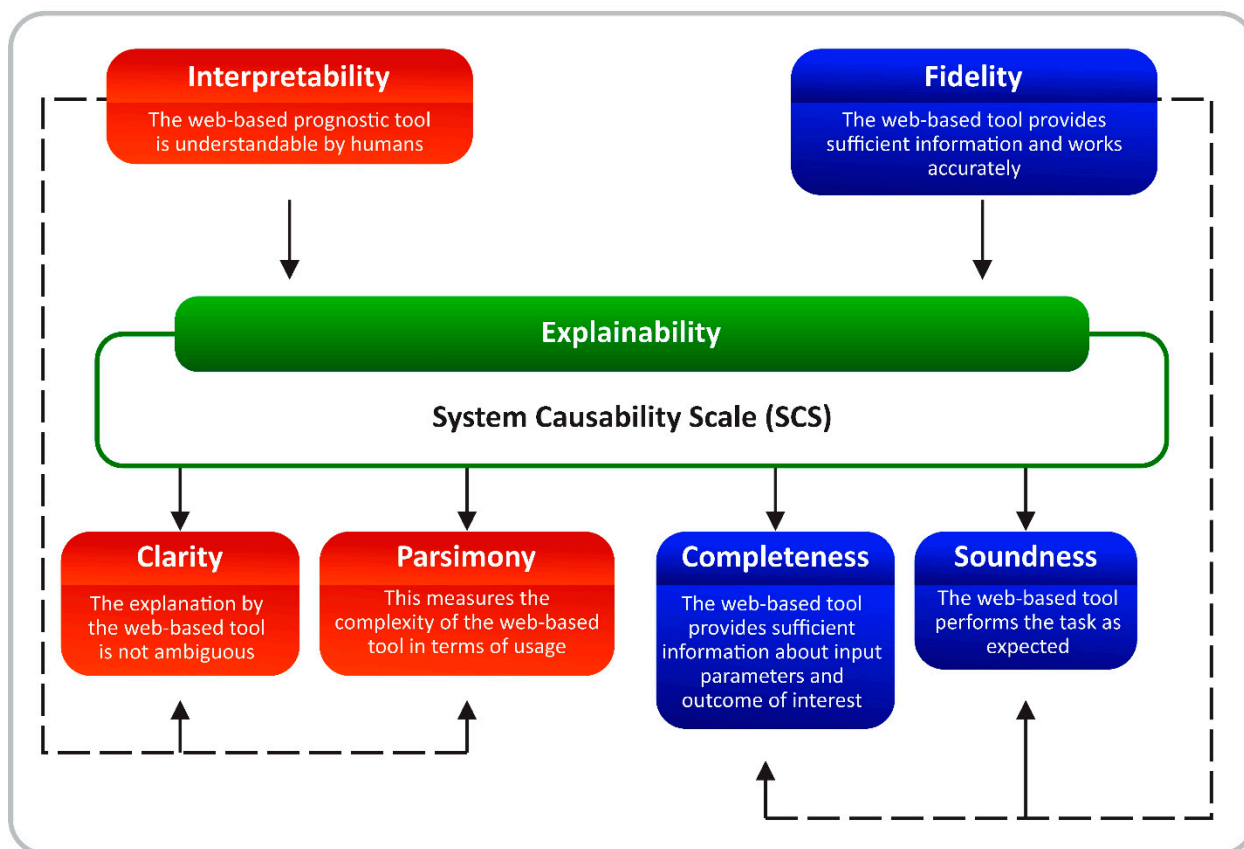 Interpretability
The web-based prognostic tool
is understandable by humans
Fidelity
The web-based tool provides
sufficient information and works
accurately
Explainability
System Causability Scale (SCS)
Clarity
The explanation by
the web-based tool
is not ambiguous
Parsimony
This measures the
complexity of the web-based
tool in terms of usage
Completeness
The web-based tool
provides sufficient
information about input
parameters and
outcome of interest
Soundness
The web-based tool
performs the task as
expected